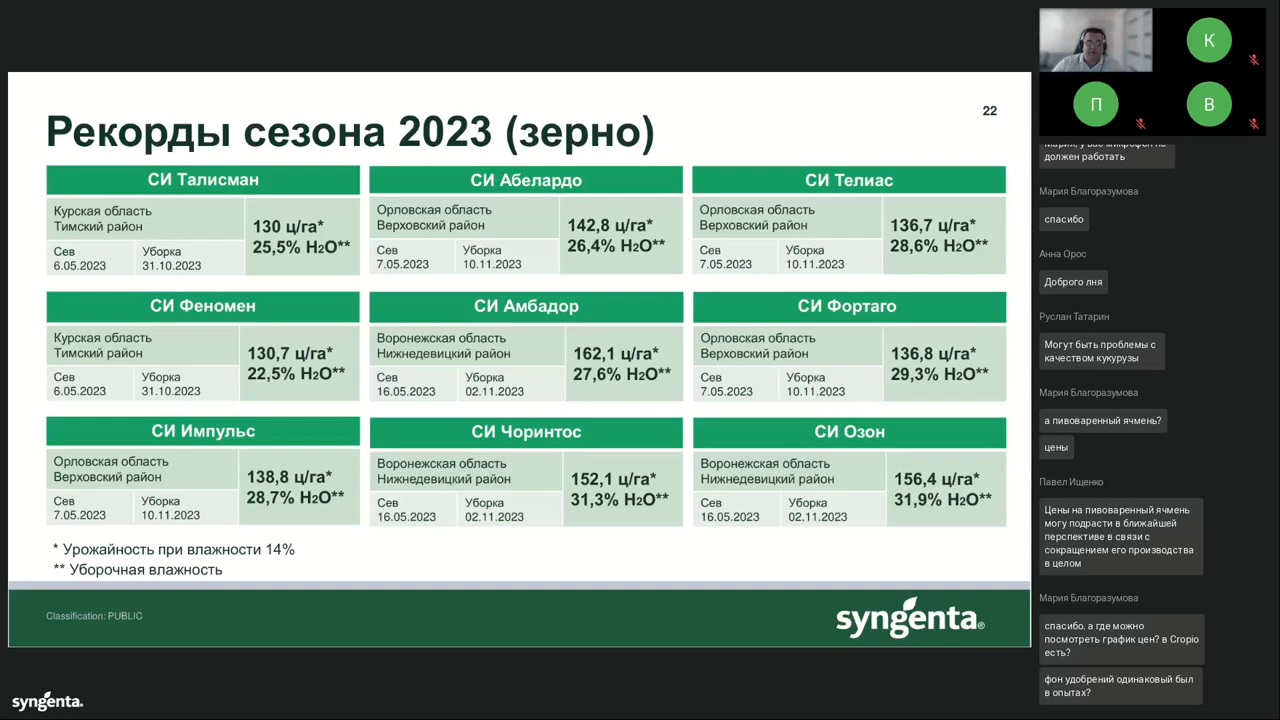 22
Рекорды сезона 2023 (зерно)
СИ Талисман
Курская область
Тимский район
130 ц/га*
25,5% H2O**
Сев
6.05.2023
Уборка
31.10.2023
СИ Абелардо
Орловская область
Верховский район
142,8 ц/га*
26,4% H2O**
Сев
7.05.2023
Уборка
10.11.2023
СИ Телиас
Орловская область
Верховский район
136,7 ц/га*
28,6% H2O**
Сев
7.05.2023
Уборка
10.11.2023
СИ Феномен
Курская область
Тимский район
130,7 ц/га*
22,5% H2O**
Сев
6.05.2023
Уборка
31.10.2023
СИ Амбадор
Воронежская область
Нижнедевицкий район
162,1 ц/га*
27,6% H2O**
Сев
16.05.2023
Уборка
02.11.2023
СИ Фортаго
Орловская область
Верховский район
136,8 ц/га*
29,3% H2O**
Сев
7.05.2023
Уборка
10.11.2023
СИ Импульс
Орловская область
Верховский район
138,8 ц/га*
28,7% H2O**
Сев
7.05.2023
Уборка
10.11.2023
СИ Чоринтос
Воронежская область
Нижнедевицкий район
152,1 ц/га*
31,3% H2O**
Сев
16.05.2023
Уборка
02.11.2023
СИ Озон
Воронежская область
Нижнедевицкий район
156,4 ц/га*
31,9% H2O**
Сев
16.05.2023
Уборка
02.11.2023
* Урожайность при влажности 14%
** Уборочная влажность
Classification: PUBLIC
syngenta®
syngenta.
К
П
В
Мария, у вас микрофон не
должен работать
Мария Благоразумова
спасибо
Анна Орос
Доброго лня
Руслан Татарин
Могут быть проблемы с
качеством кукурузы
Мария Благоразумова
а пивоваренный ячмень?
цены
Павел Ищенко
Цены на пивоваренный ячмень
могу подрасти в ближайшей
перспективе в связи с
сокращением его производства
в целом
Мария Благоразумова
спасибо. а где можно
посмотреть график цен? в Cropio
есть?
фон удобрений одинаковый был
в опытах?